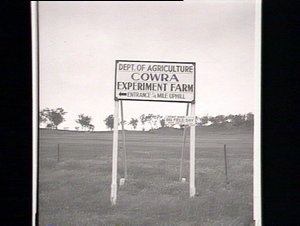 DEPT. OF AGRICULTURE
COWRA
EXPERIMENT FARM
ENTRANCE ¼ MILE UPHILL
FIELD DAY